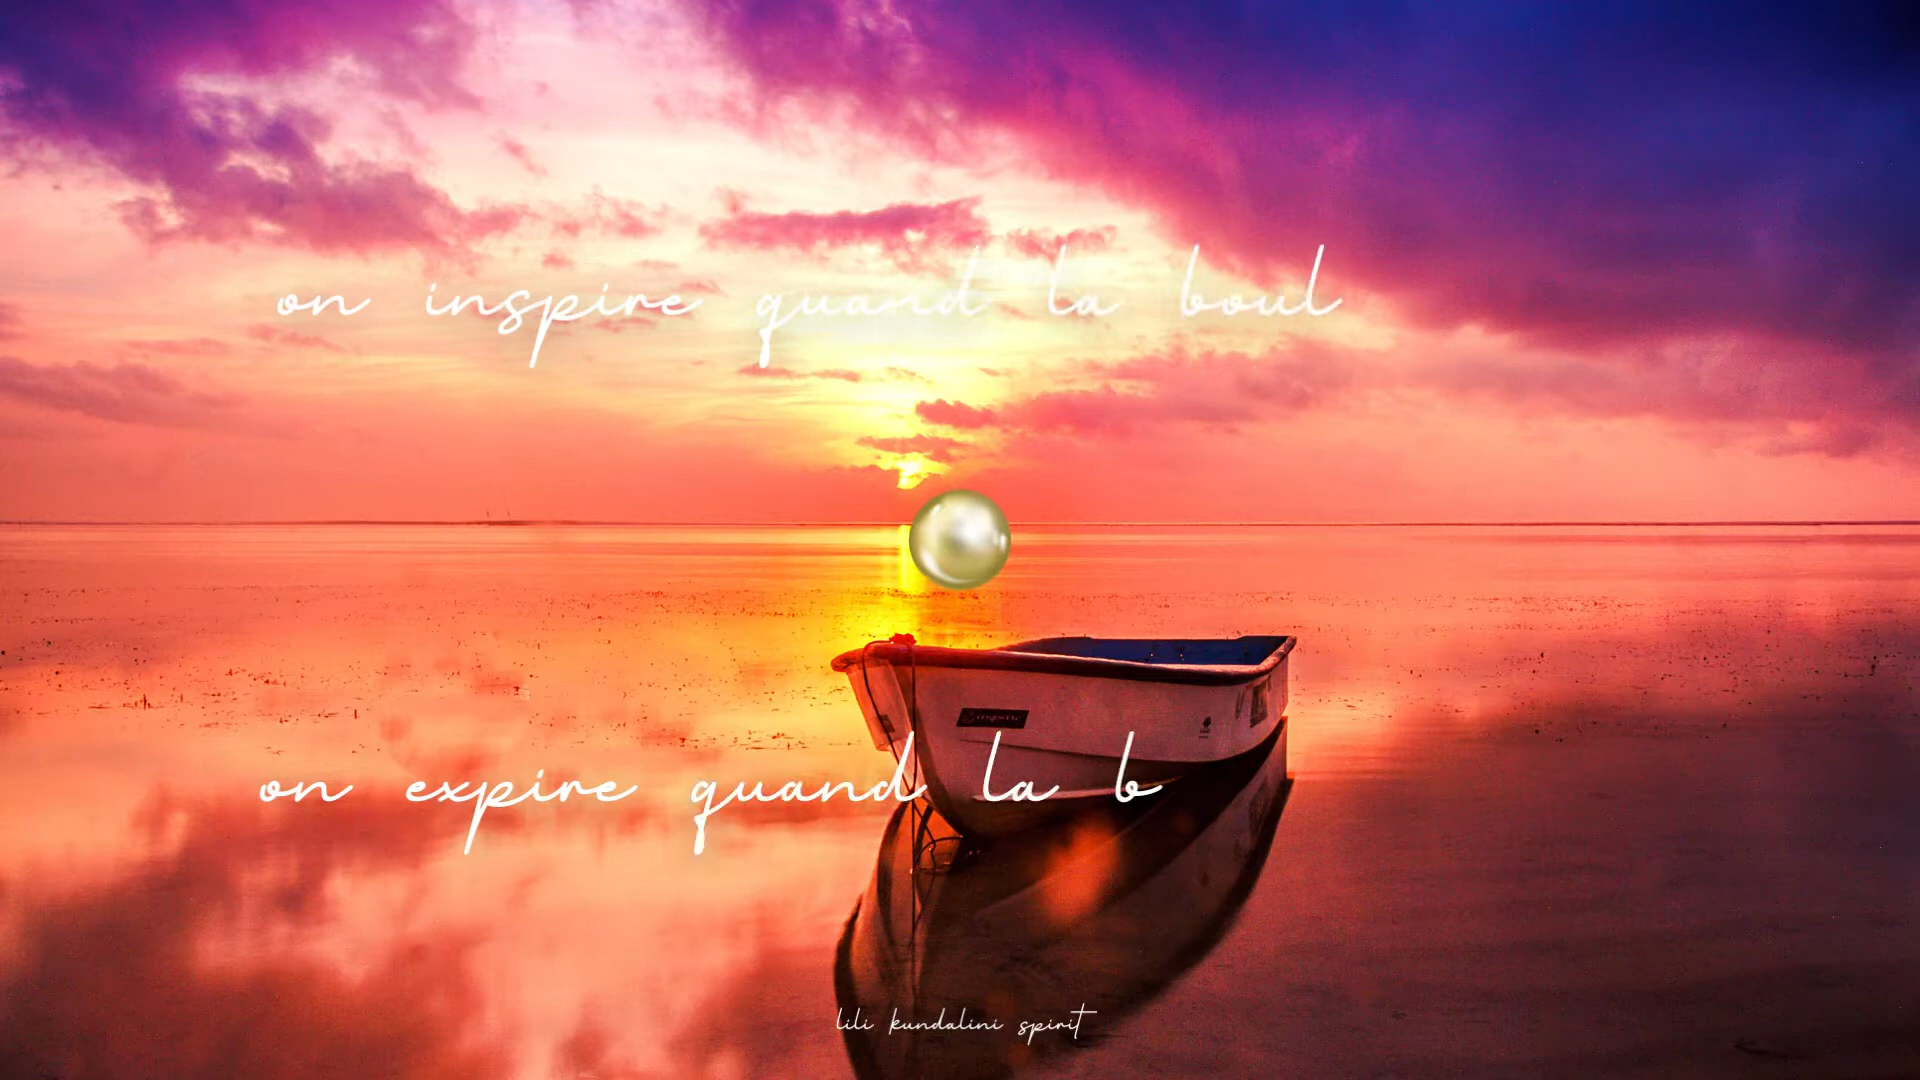 on inspire quand la boul
on expire quand la b
lili kundalini spirit